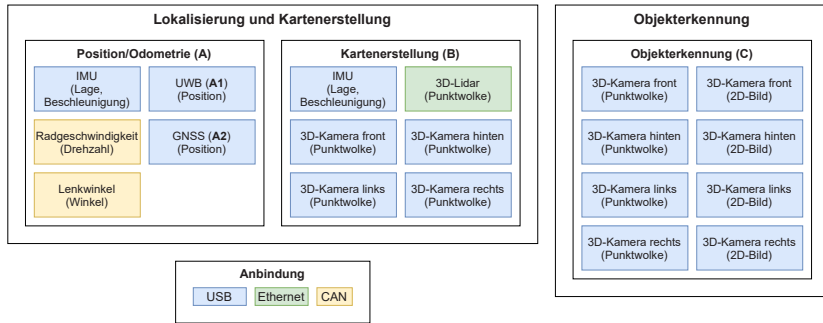 Lokalisierung und Kartenerstellung
Position/Odometrie (A)
IMU
(Lage,
Beschleunigung)
UWB (A1)
(Position)
Radgeschwindigkeit
(Drehzahl)
GNSS (A2)
(Position)
Lenkwinkel
(Winkel)
Kartenerstellung (B)
IMU
(Lage,
Beschleunigung)
3D-Lidar
(Punktwolke)
3D-Kamera front
(Punktwolke)
3D-Kamera hinten
(Punktwolke)
3D-Kamera links
(Punktwolke)
3D-Kamera rechts
(Punktwolke)
Objekterkennung
Objekterkennung (C)
3D-Kamera front
(Punktwolke)
3D-Kamera front
(2D-Bild)
3D-Kamera hinten
(Punktwolke)
3D-Kamera hinten
(2D-Bild)
3D-Kamera links
(Punktwolke)
3D-Kamera links
(2D-Bild)
3D-Kamera rechts
(Punktwolke)
3D-Kamera rechts
(2D-Bild)
Anbindung
USB
Ethernet
CAN